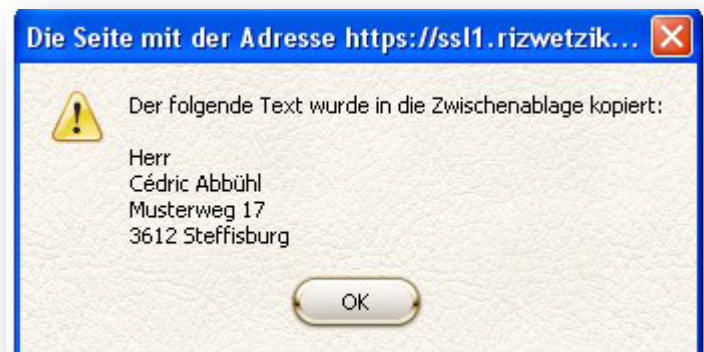 Die Seite mit der Adresse https://ssl1.rizwetzik...
Der folgende Text wurde in die Zwischenablage kopiert:
Herr
Cédric Abbühl
Musterweg 17
3612 Steffisburg
OK